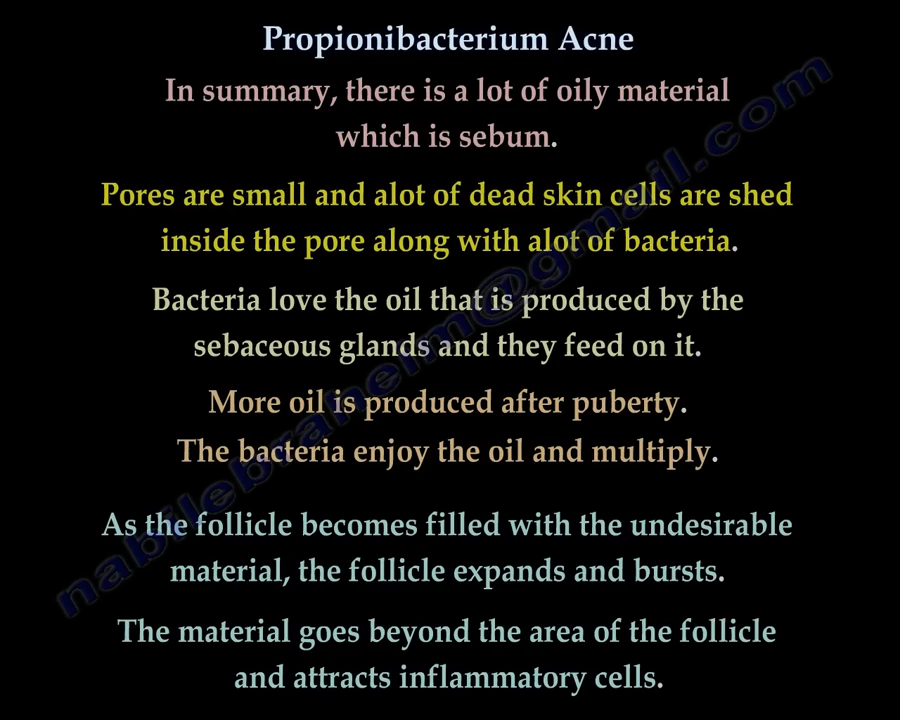 Propionibacterium Acne
In summary, there is a lot of oily material
which is sebum.
Pores are small and alot of dead skin cells are shed
inside the pore along with alot of bacteria.
Bacteria love the oil that is produced by the
sebaceous glands and they feed on it.
More oil is produced after puberty.
The bacteria enjoy the oil and multiply.
As the follicle becomes filled with the undesirable
material, the follicle expands and bursts.
The material goes beyond the area of the follicle
and attracts inflammatory cells.
nabilebraheim@gmail.com